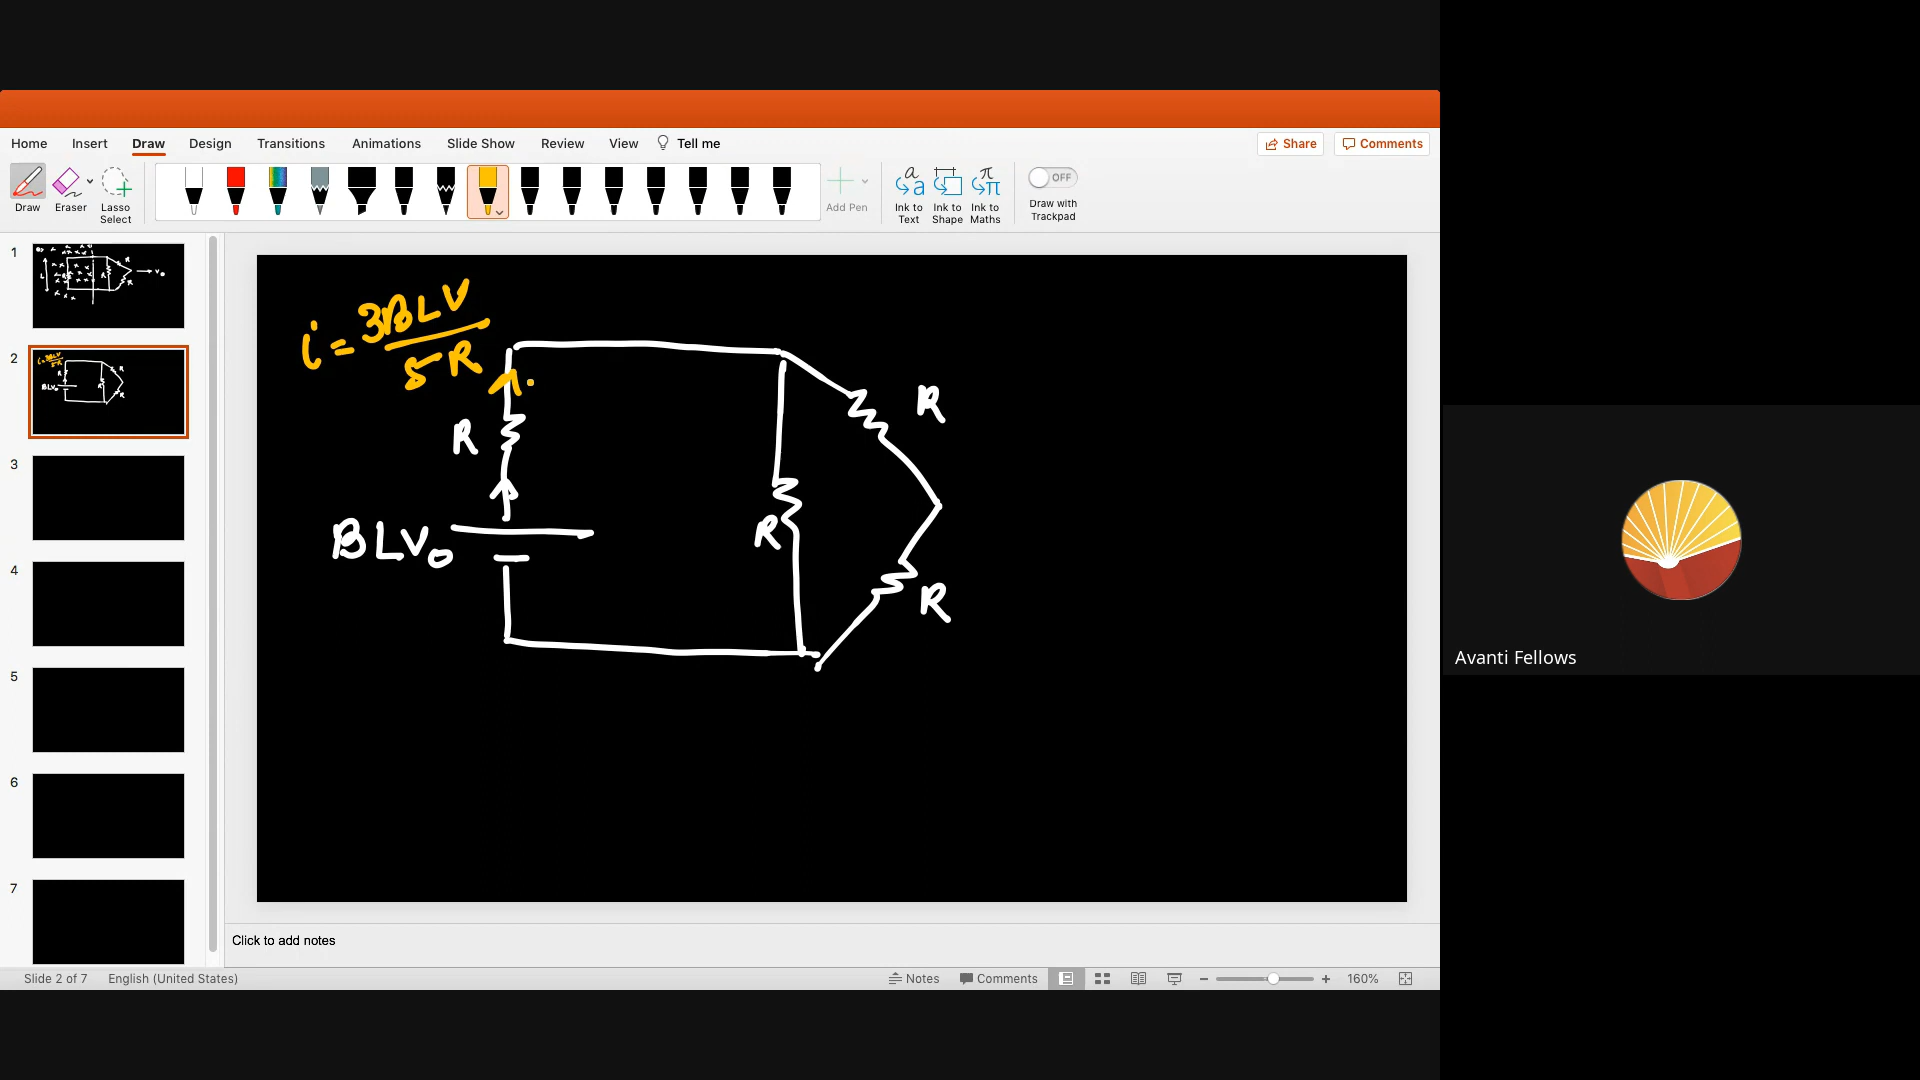 Home Insert Draw Design Transitions Animations Slide Show Review View Tell me Share Comments
Draw Eraser Lasso Select Add Pen Ink to Text Ink to Shape Ink to Maths OFF Draw with Trackpad
1
2
3
4
5
6
7
i = 3BLV
5R
R
R
BLV₀
R
R
Avanti Fellows
Click to add notes
Slide 2 of 7 English (United States) Notes Comments 160%